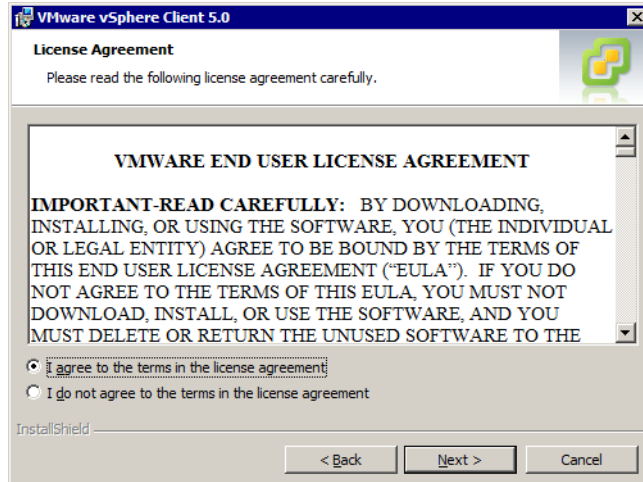 VMware vSphere Client 5.0
License Agreement
Please read the following license agreement carefully.
VMWARE END USER LICENSE AGREEMENT
IMPORTANT-READ CAREFULLY: BY DOWNLOADING,
INSTALLING, OR USING THE SOFTWARE, YOU (THE INDIVIDUAL
OR LEGAL ENTITY) AGREE TO BE BOUND BY THE TERMS OF
THIS END USER LICENSE AGREEMENT (“EULA”). IF YOU DO
NOT AGREE TO THE TERMS OF THIS EULA, YOU MUST NOT
DOWNLOAD, INSTALL, OR USE THE SOFTWARE, AND YOU
MUST DELETE OR RETURN THE UNUSED SOFTWARE TO THE
I agree to the terms in the license agreement
I do not agree to the terms in the license agreement
InstallShield
< Back Next > Cancel